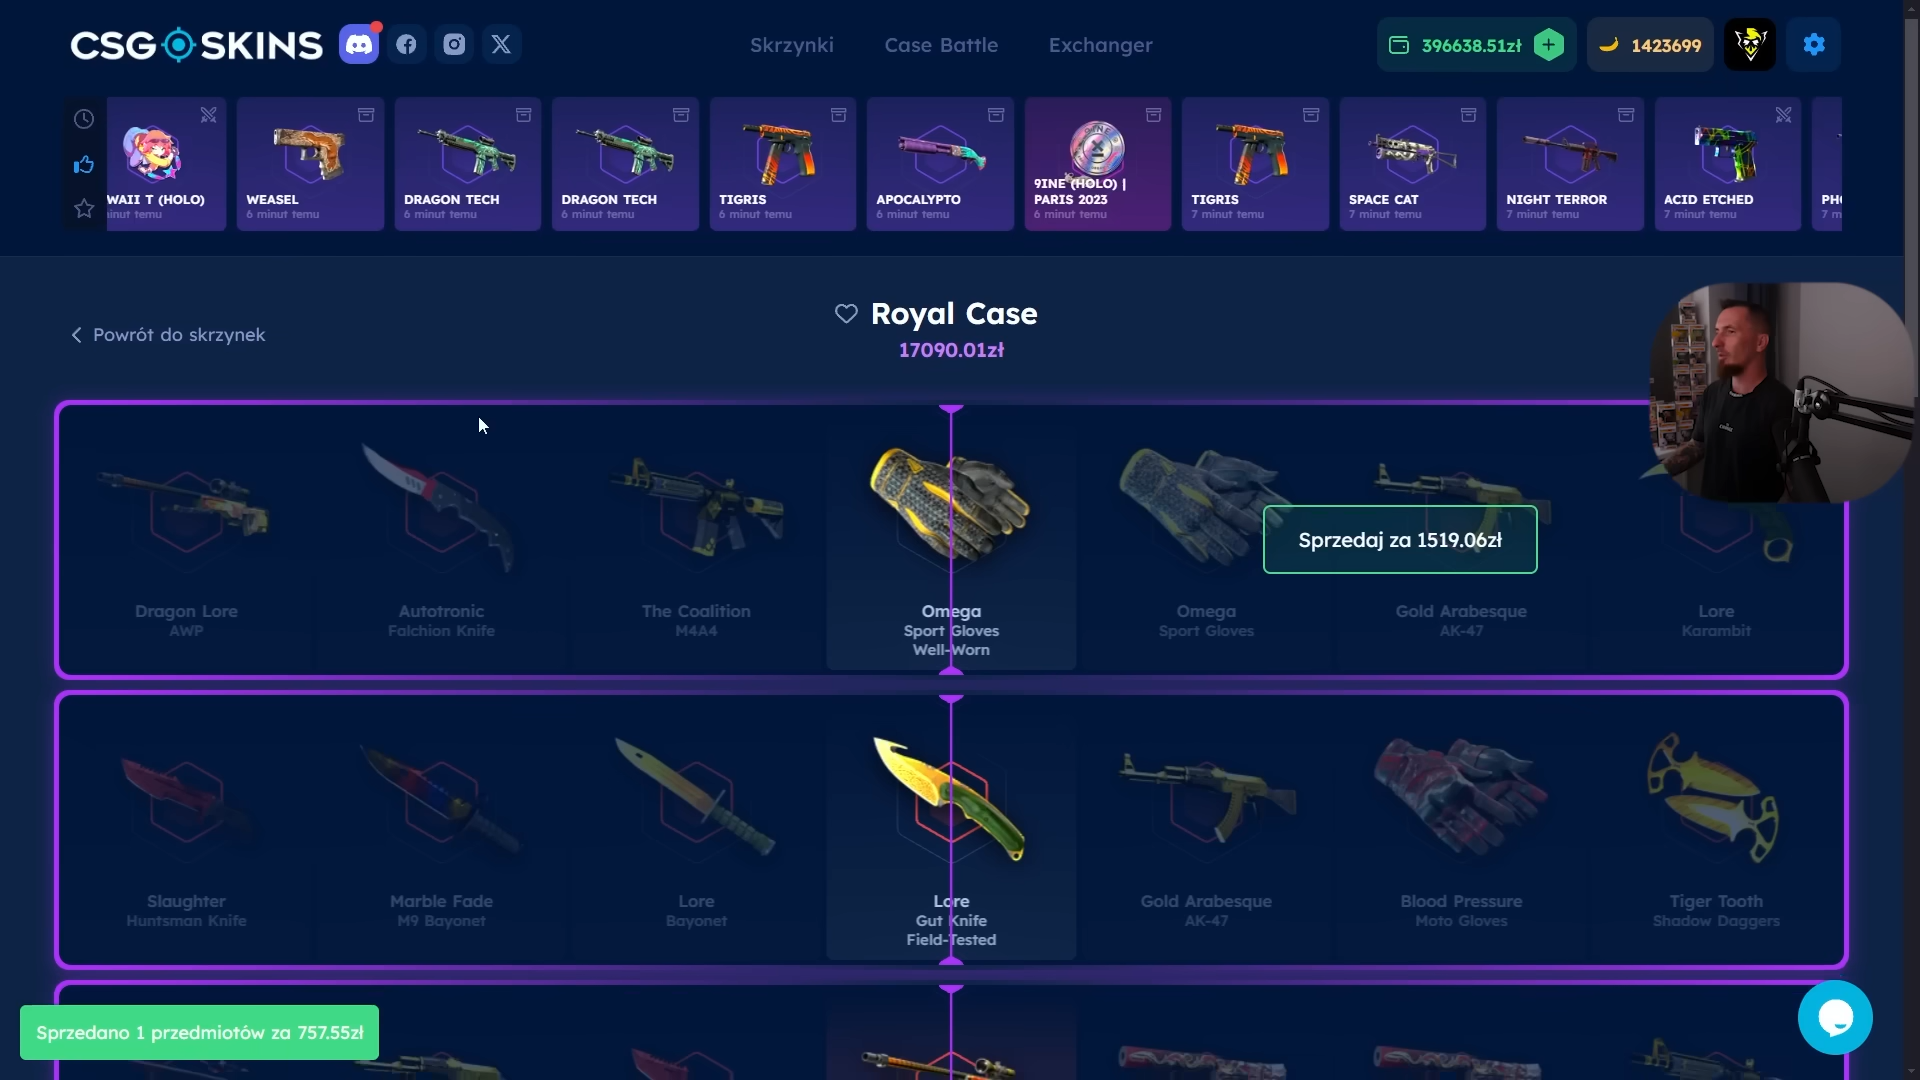 CSG SKINS
Skrzynki
Case Battle
Exchanger
396638.51zł
1423699
WAII T (HOLO)
minut temu
WEASEL
6 minut temu
DRAGON TECH
6 minut temu
DRAGON TECH
6 minut temu
TIGRIS
6 minut temu
APOCALYPTO
6 minut temu
9INE (HOLO) |
PARIS 2023
6 minut temu
TIGRIS
7 minut temu
SPACE CAT
7 minut temu
NIGHT TERROR
7 minut temu
ACID ETCHED
7 minut temu
7 m
Powrót do skrzynek
Royal Case
17090.01zł
Sprzedaj za 1519.06zł
Dragon Lore
AWP
Autotronic
Falchion Knife
The Coalition
M4A4
Omega
Sport Gloves
Well-Worn
Omega
Sport Gloves
Gold Arabesque
AK-47
Lore
Karambit
Slaughter
Huntsman Knife
Marble Fade
M9 Bayonet
Lore
Bayonet
Lore
Gut Knife
Field-Tested
Gold Arabesque
AK-47
Blood Pressure
Moto Gloves
Tiger Tooth
Shadow Daggers
Sprzedano 1 przedmiotów za 757.55zł